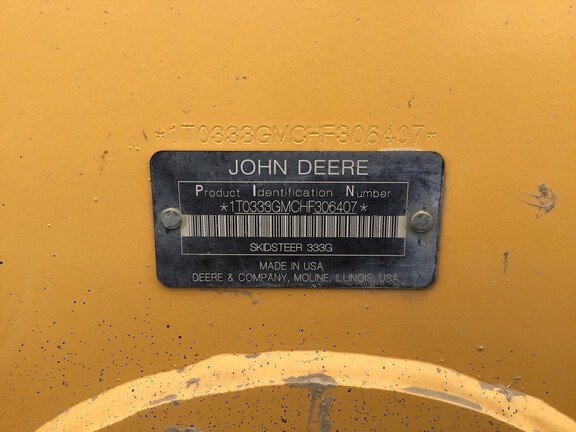 *1T0333GMCHF306407*
JOHN DEERE
Product Identification Number
*1T0333GMCHF306407*
SKIDSTEER 333G
MADE IN USA
DEERE & COMPANY, MOLINE, ILLINOIS, USA